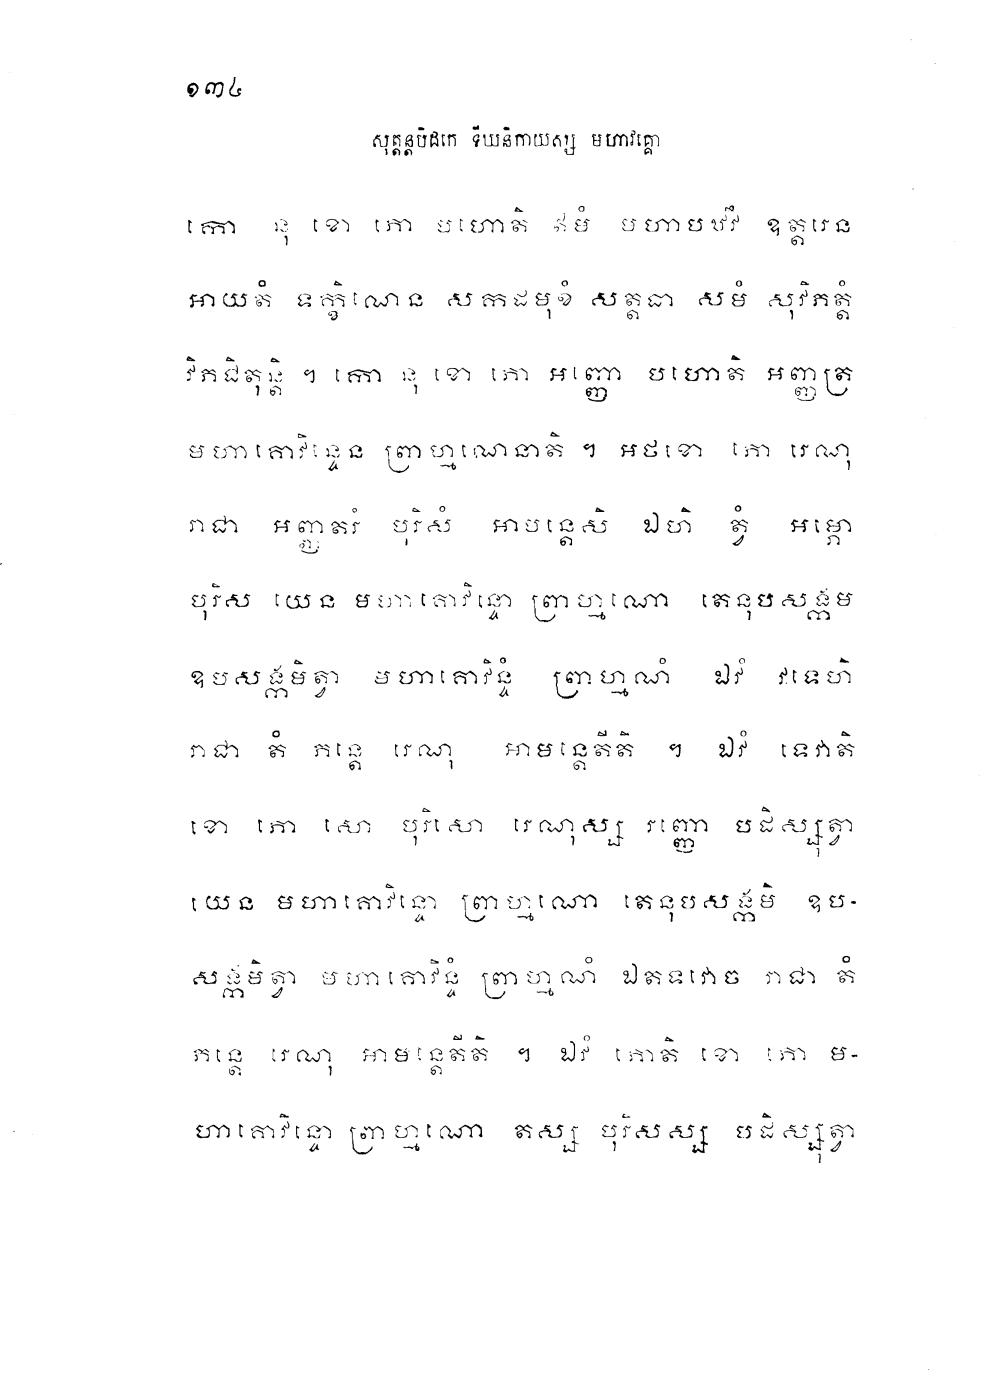 ១៣៤
សុត្តន្តបិដកេ ទីឃនិកាយស្ស មហាវគ្គោ
កោ នុ ខោ ភោ បហោតិ ឥមំ មហាបឋវឹ ឧត្តរេន
អាយតំ ទក្ខិណេន សកដមុខំ សត្តធា សមំ សុវិភត្តំ
វិភជិតុន្តិ ។ កោ នុ ខោ ភោ អញ្ញោ បហោតិ អញ្ញត្រ
មហាគោវិន្ទេន ព្រាហ្មណេនាតិ ។ អថខោ ភោ រេណុ
រាជា អញ្ញតរំ បុរិសំ អាមន្តេសិ ឯហិ ត្វំ អម្ភោ
បុរិស យេន មហាគោវិន្ទោ ព្រាហ្មណោ តេនុបសង្កម
ឧបសង្កមិត្វា មហាគោវិន្ទំ ព្រាហ្មណំ ឯវំ វទេហិ
រាជា តំ ភន្តេ រេណុ អាមន្តេតីតិ ។ ឯវំ ទេវាតិ
ខោ ភោ សោ បុរិសោ រេណុស្ស រញ្ញោ បដិស្សុត្វា
យេន មហាគោវិន្ទោ ព្រាហ្មណោ តេនុបសង្កមិ ឧប-
សង្កមិត្វា មហាគោវិន្ទំ ព្រាហ្មណំ ឯតទវោច រាជា តំ
ភន្តេ រេណុ អាមន្តេតីតិ ។ ឯវំ ភោតិ ខោ ភោ ម-
ហាគោវិន្ទោ ព្រាហ្មណោ តស្ស បុរិសស្ស បដិស្សុត្វា